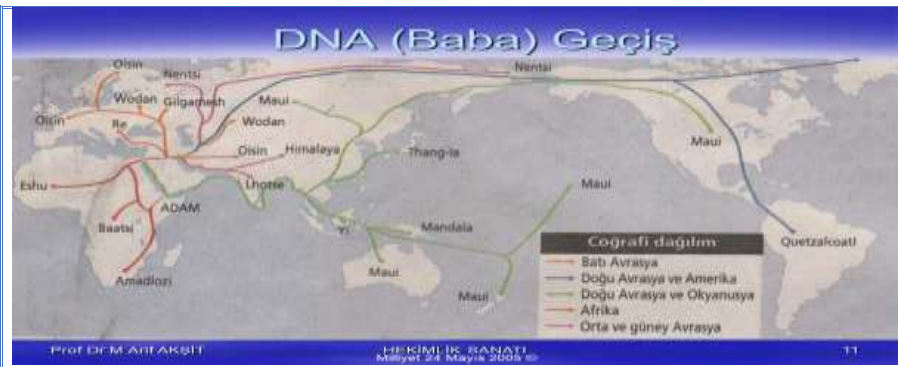 DNA (Baba) Geçiş
Oisin
Nentsi
Nentsi
Wodan
Gilgamesh
Maui
Oisin
Re
Wodan
Oisin
Himalaya
Thang-la
Maui
Eshu
Lhotse
Maui
ADAM
Baatsi
Yi
Mandala
Quetzalcoatl
Amadlozi
Maui
Maui
Coğrafi dağılım
Batı Avrasya
Doğu Avrasya ve Amerika
Doğu Avrasya ve Okyanusya
Afrika
Orta ve güney Avrasya
Prof Dr M Arif AKŞİT
HEKİMLİK SANATI
Milliyet 24 Mayıs 2005 ©
11